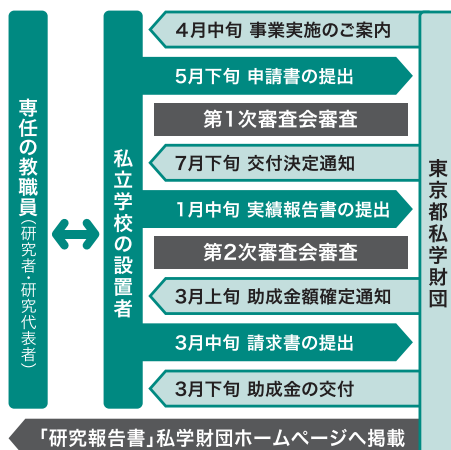 専任の教職員(研究者・研究代表者)
私立学校の設置者
4月中旬 事業実施のご案内
5月下旬 申請書の提出
第1次審査会審査
7月下旬 交付決定通知
1月中旬 実績報告書の提出
第2次審査会審査
3月上旬 助成金額確定通知
3月中旬 請求書の提出
3月下旬 助成金の交付
東京都私学財団
「研究報告書」私学財団ホームページへ掲載